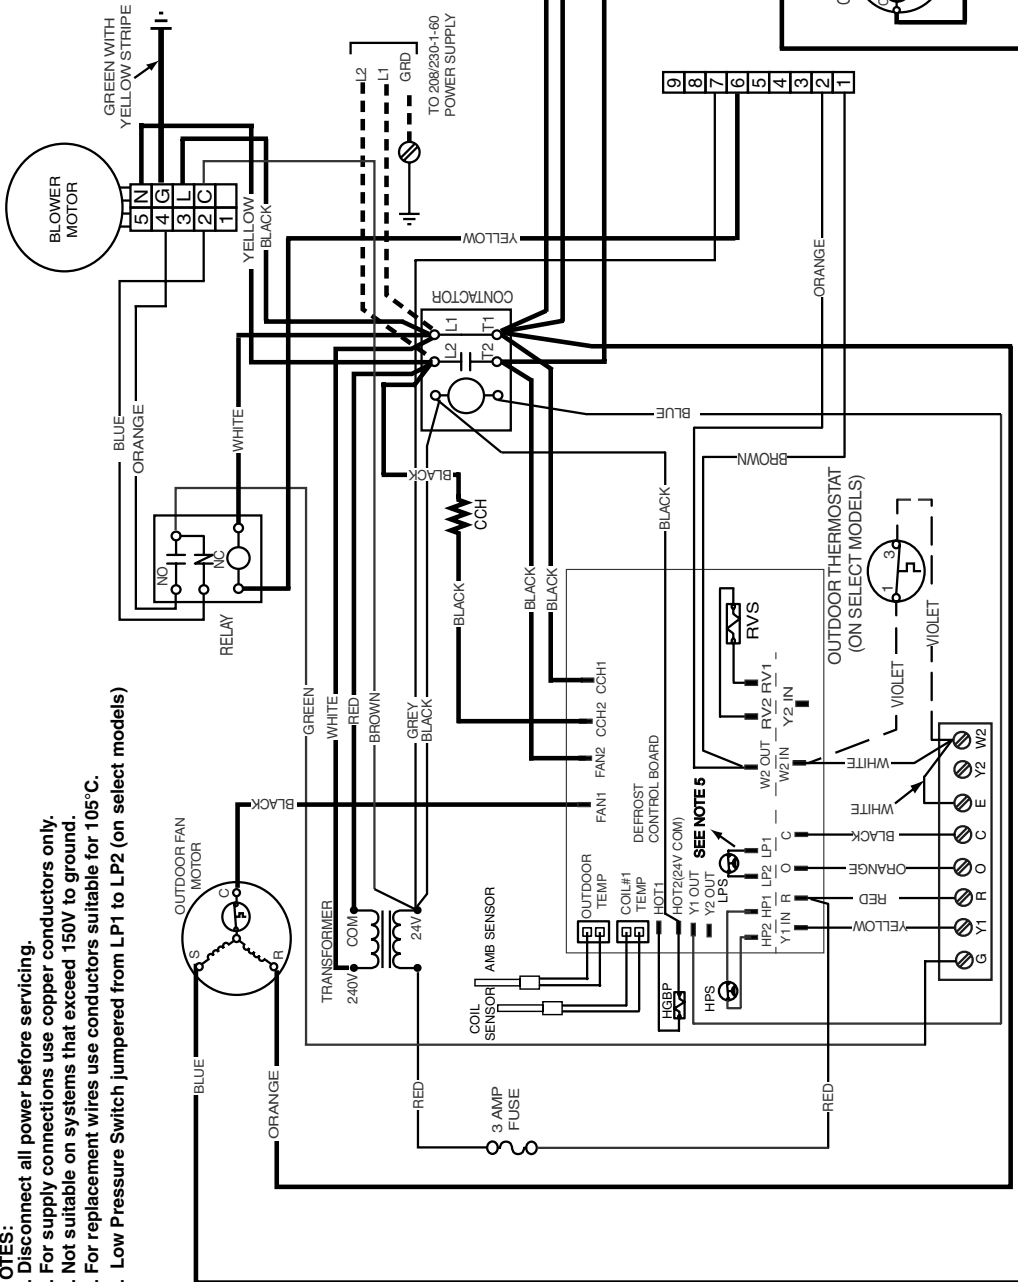 OTES:
. Disconnect all power before servicing.
. For supply connections use copper conductors only.
. Not suitable on systems that exceed 150V to ground.
. For replacement wires use conductors suitable for 105°C.
. Low Pressure Switch jumpered from LP1 to LP2 (on select models)
GREEN WITH
YELLOW STRIPE
BLOWER
MOTOR
5 N
4 G
3 L
2 C
1
YELLOW
BLACK
L2
L1
GRD
TO 208/230-1-60
POWER SUPPLY
9
8
7
6
5
4
3
2
1
YELLOW
ORANGE
BROWN
CONTACTOR
L1
L2
T1
T2
BLUE
BLUE
ORANGE
WHITE
NO
NC
RELAY
BLACK
CCH
BLACK
BLACK
BLACK
BLACK
GREEN
WHITE
RED
BROWN
GREY
BLACK
OUTDOOR THERMOSTAT
(ON SELECT MODELS)
1
3
VIOLET
VIOLET
RVS
CCH1
CCH2
FAN2
FAN1
RV1
RV2
Y2 IN
W2 OUT
W2 IN
DEFROST
CONTROL BOARD
SEE NOTE 5
OUTDOOR
TEMP
COIL#1
TEMP
HOT1
HOT2(24V COM)
Y1 OUT
Y2 OUT
LPS
LP1
LP2
HP1
HP2
C
O
R
Y1 IN
BLACK
OUTDOOR FAN
MOTOR
S
C
R
TRANSFORMER
240V
COM
24V
AMB SENSOR
COIL
SENSOR
HGBP
HPS
WHITE
WHITE
BLACK
ORANGE
RED
YELLOW
W2
Y2
E
C
O
R
Y1
G
BLUE
ORANGE
RED
3 AMP
FUSE
RED